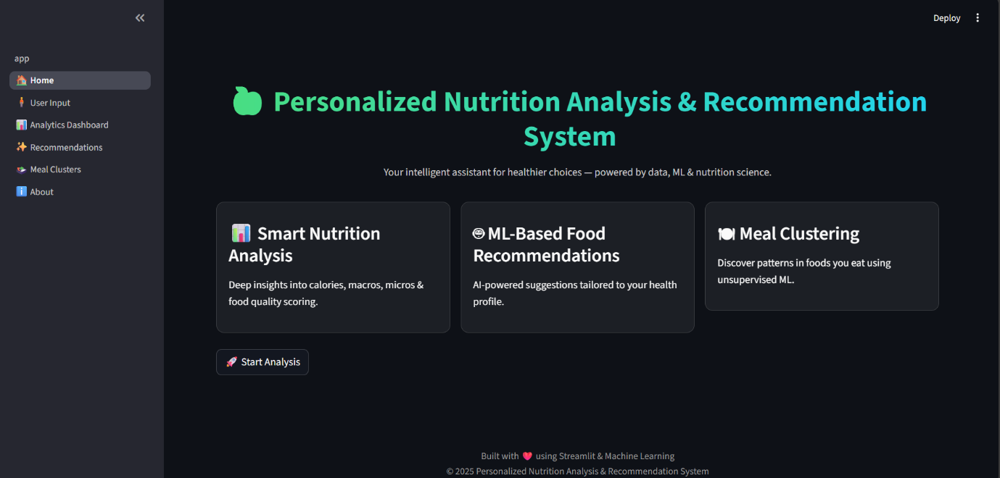 Deploy
app
Home
User Input
Analytics Dashboard
Recommendations
Meal Clusters
About
Personalized Nutrition Analysis & Recommendation
System
Your intelligent assistant for healthier choices — powered by data, ML & nutrition science.
Smart Nutrition
Analysis
Deep insights into calories, macros, micros &
food quality scoring.
ML-Based Food
Recommendations
AI-powered suggestions tailored to your health
profile.
Meal Clustering
Discover patterns in foods you eat using
unsupervised ML.
Start Analysis
Built with ❤️ using Streamlit & Machine Learning
© 2025 Personalized Nutrition Analysis & Recommendation System